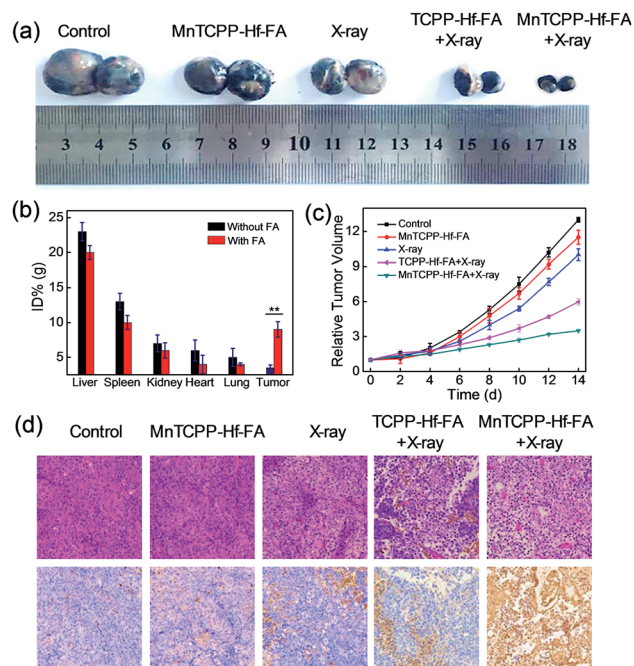 (a) Control MnTCPP-Hf-FA X-ray TCPP-Hf-FA +X-ray MnTCPP-Hf-FA +X-ray
3 4 5 6 7 8 9 10 11 12 13 14 15 16 17 18
(b)
ID% (g)
25
20
15
10
5
Without FA
With FA
**
Liver Spleen Kidney Heart Lung Tumor
(c)
Relative Tumor Volume
12
9
6
3
0
Control
MnTCPP-Hf-FA
X-ray
TCPP-Hf-FA+X-ray
MnTCPP-Hf-FA+X-ray
0 2 4 6 8 10 12 14
Time (d)
(d) Control MnTCPP-Hf-FA X-ray TCPP-Hf-FA +X-ray MnTCPP-Hf-FA +X-ray